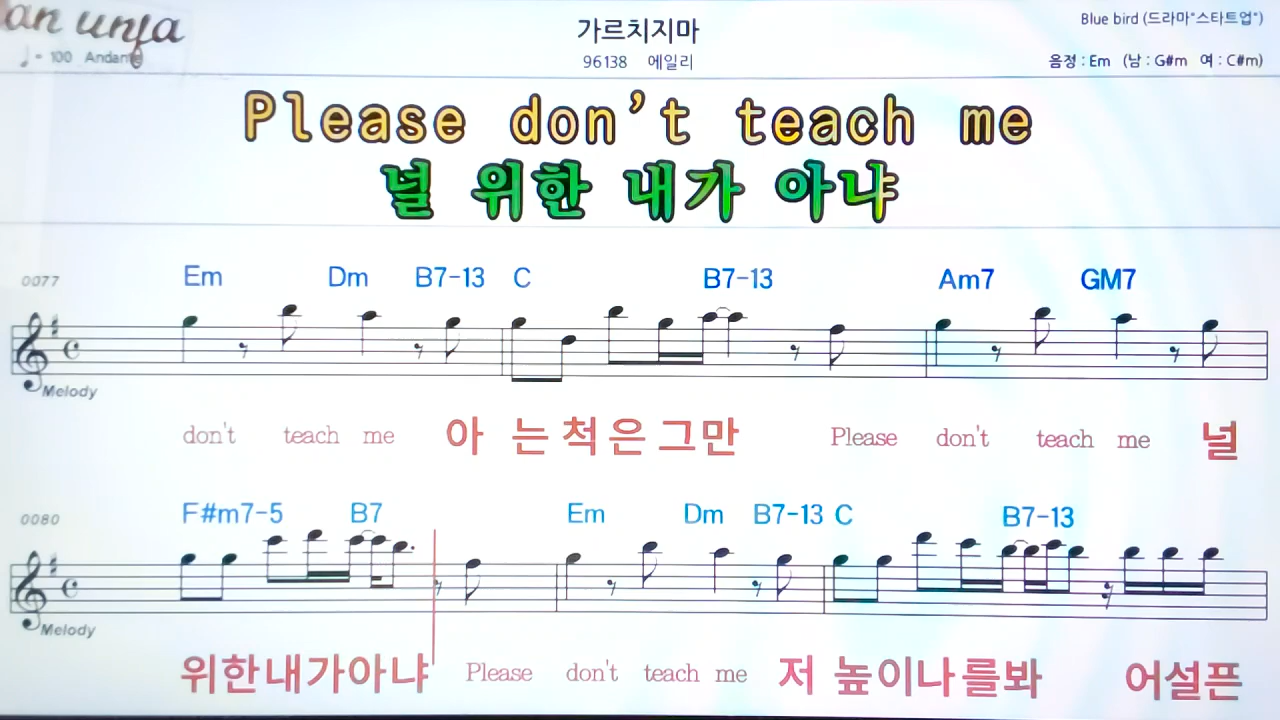 가르치지마
Blue bird (드라마"스타트업")
♩= 100 Andante
96138 에일리
음정 : Em (남 : G#m 여 : C#m)
Please don't teach me
널 위한 내가 아냐
0077 Em Dm B7-13 C B7-13 Am7 GM7
Melody
don't teach me 아 는 척 은 그만 Please don't teach me 널
0080 F#m7-5 B7 Em Dm B7-13 C B7-13
Melody
위한내가아냐 Please don't teach me 저 높이나를봐 어설픈